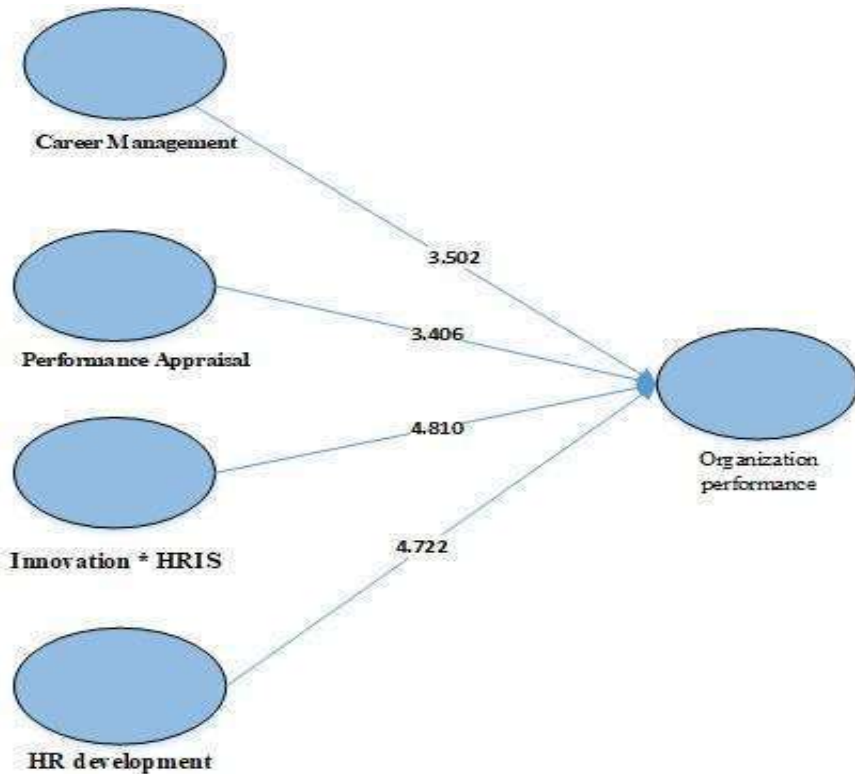 Career Management
3.502
Performance Appraisal
3.406
Innovation * HRIS
4.810
HR development
4.722
Organization
performance